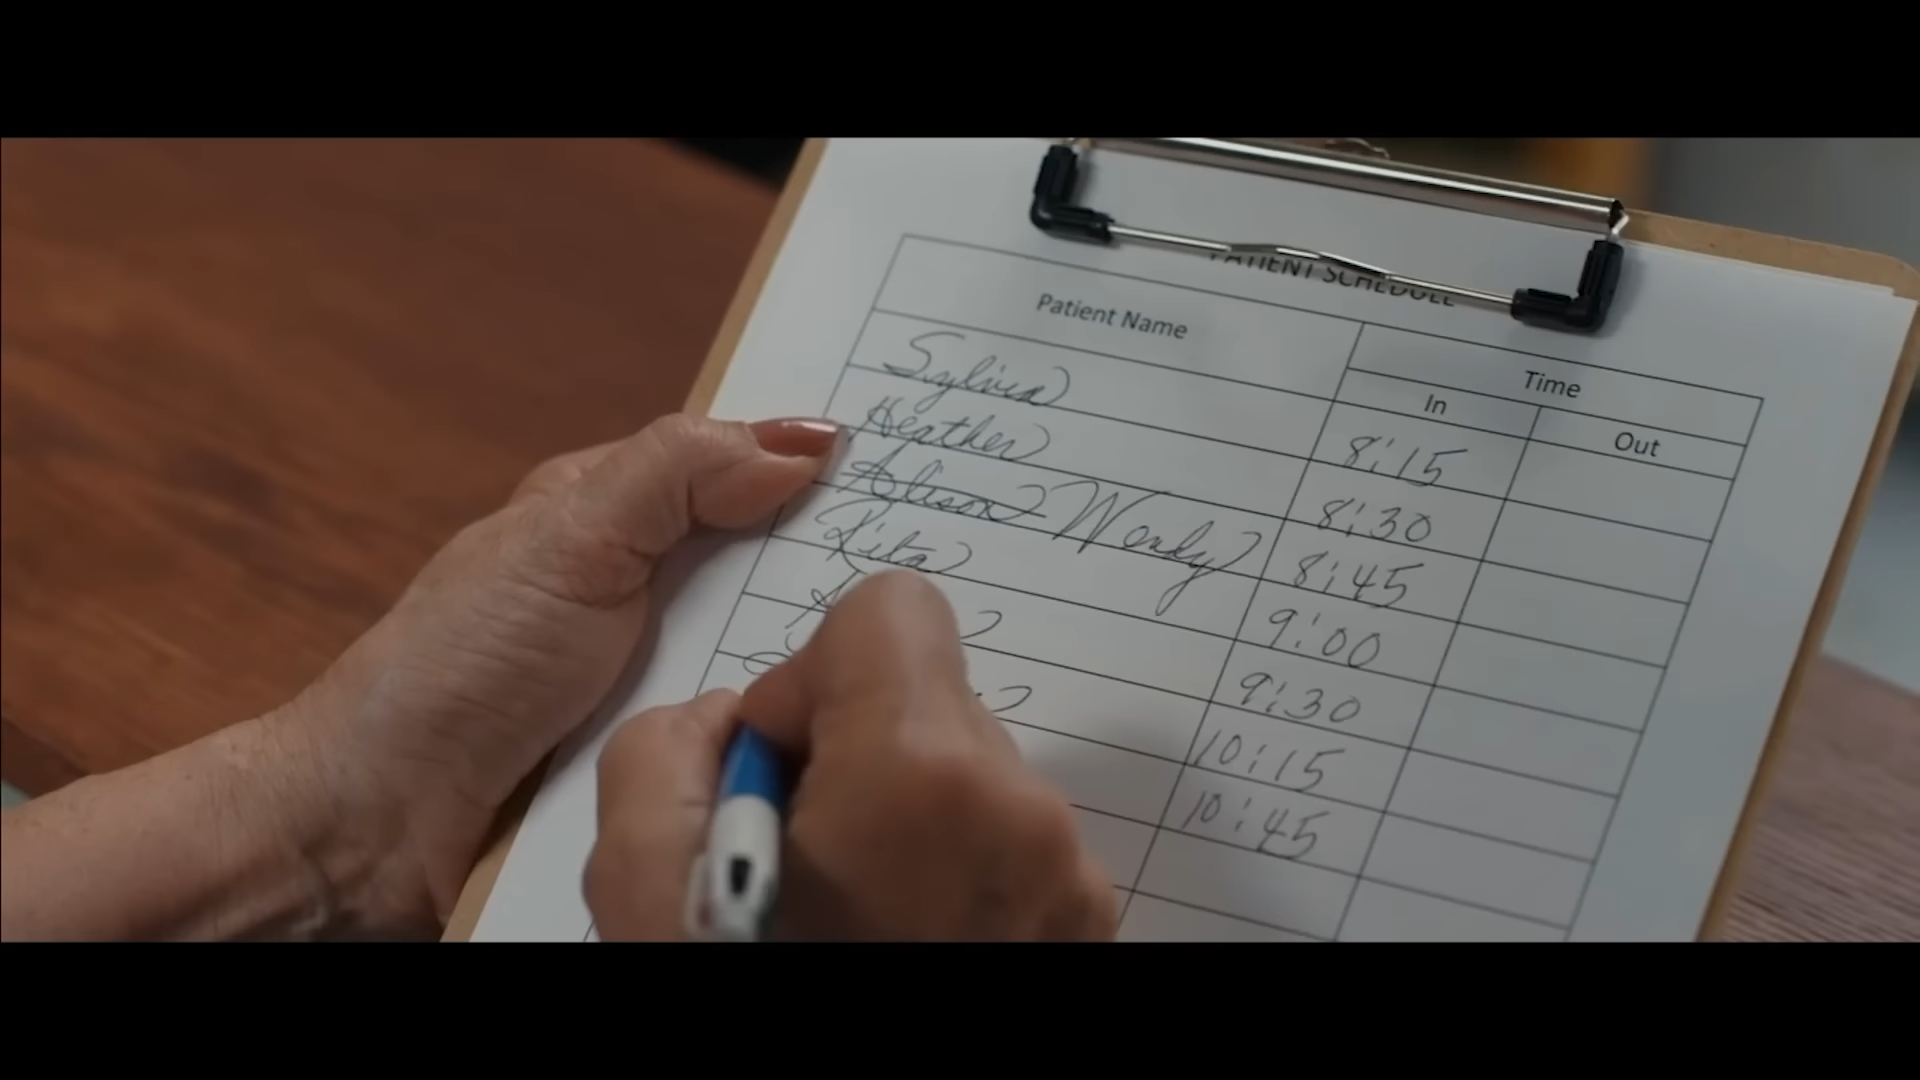 PATIENT SCHEDULE
Patient Name Time
In Out
Sylvia 8:15
Heather 8:30
Alison Wendy 8:45
Rita 9:00
9:30
10:15
10:45